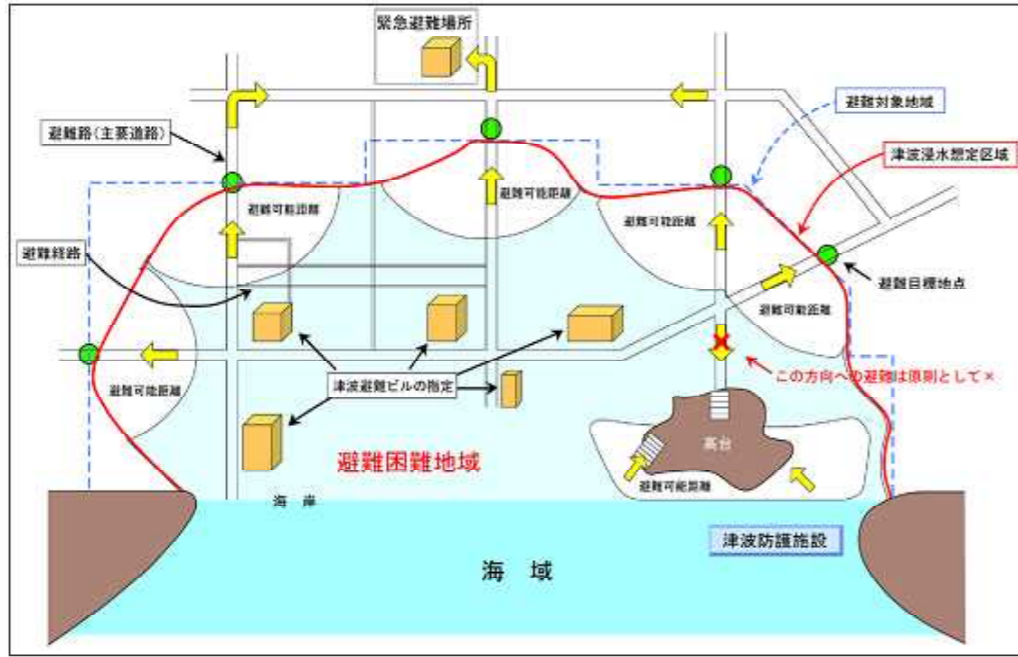 緊急避難場所
避難対象地域
避難路(主要道路)
津波浸水想定区域
避難可能距離
避難可能距離
避難可能距離
避難経路
避難目標地点
避難可能距離
この方向への避難は原則として×
避難可能距離
津波避難ビルの指定
高台
避難困難地域
避難可能距離
海 岸
津波防護施設
海 域